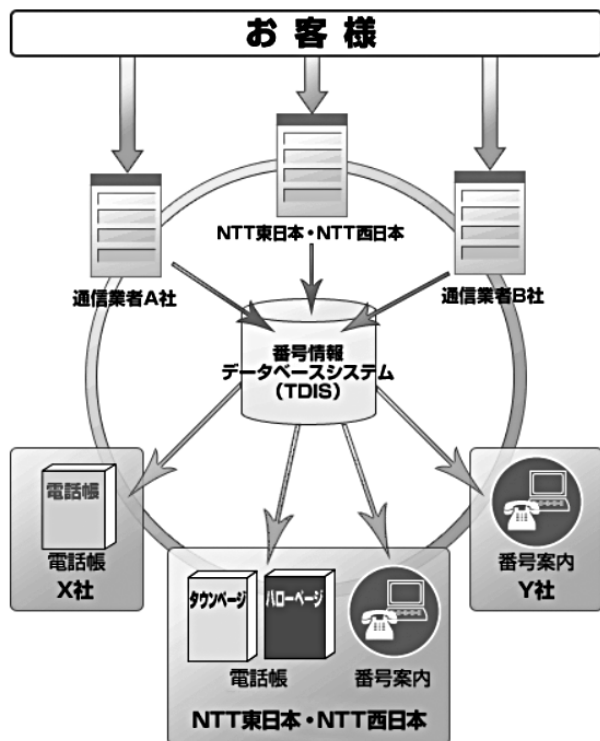 お客様
NTT東日本・NTT西日本
通信業者A社
通信業者B社
番号情報
データベースシステム
(TDIS)
電話帳
電話帳
X社
番号案内
Y社
タウンページ
ハローページ
電話帳
番号案内
NTT東日本・NTT西日本